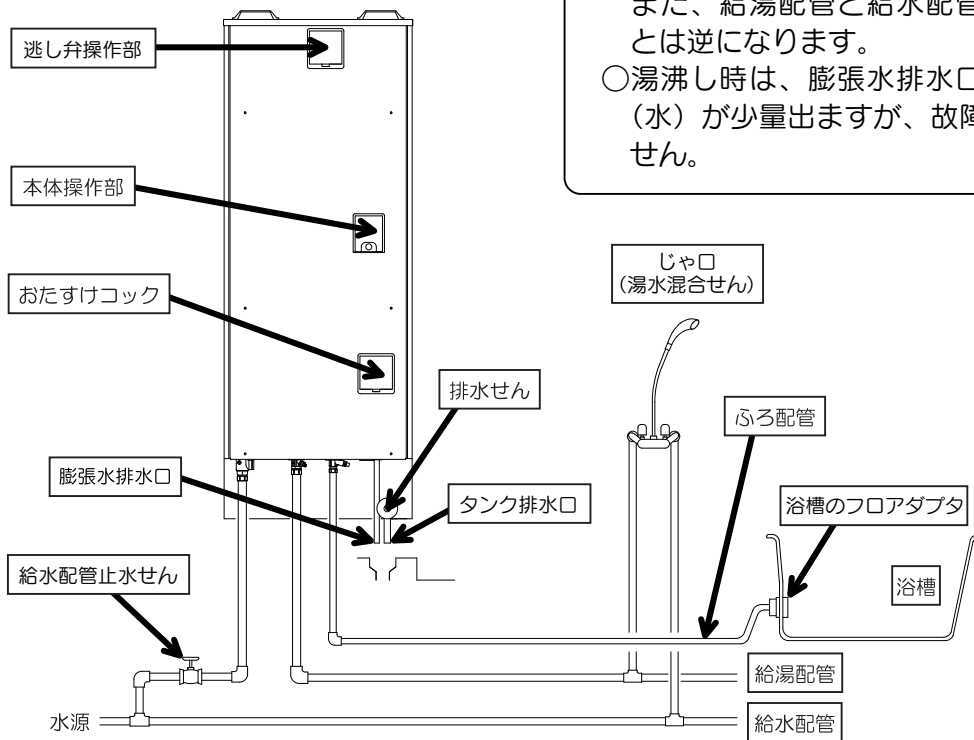 また、給湯配管と給水配管
とは逆になります。
○湯沸し時は、膨張水排水口
（水）が少量出ますが、故障
せん。
逃し弁操作部
本体操作部
おたすけコック
じゃ口
(湯水混合せん)
排水せん
ふろ配管
膨張水排水口
タンク排水口
浴槽のフロアダプタ
給水配管止水せん
浴槽
給湯配管
水源
給水配管